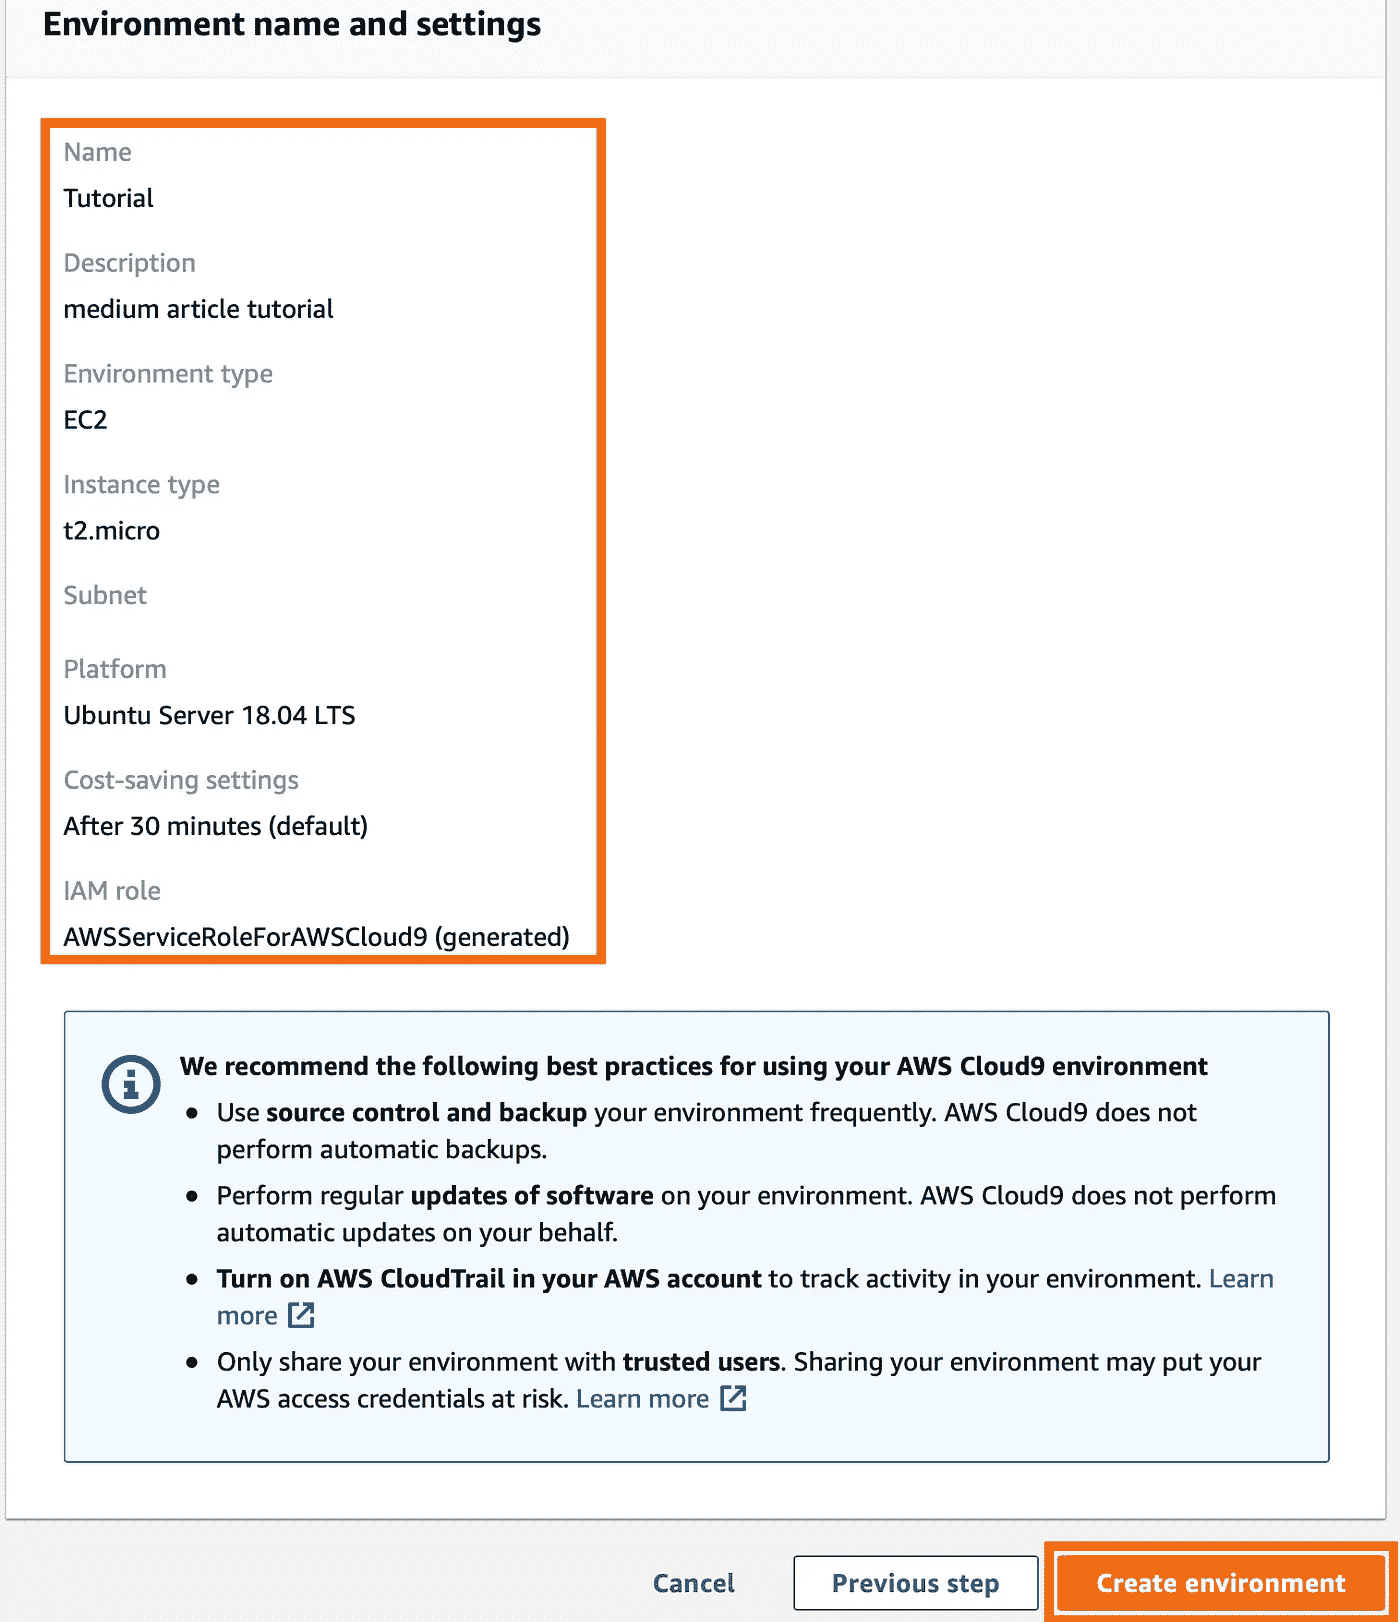 Environment name and settings
Name
Tutorial
Description
medium article tutorial
Environment type
EC2
Instance type
t2.micro
Subnet
Platform
Ubuntu Server 18.04 LTS
Cost-saving settings
After 30 minutes (default)
IAM role
AWSServiceRoleForAWSCloud9 (generated)
We recommend the following best practices for using your AWS Cloud9 environment
• Use source control and backup your environment frequently. AWS Cloud9 does not
perform automatic backups.
• Perform regular updates of software on your environment. AWS Cloud9 does not perform
automatic updates on your behalf.
• Turn on AWS CloudTrail in your AWS account to track activity in your environment. Learn
more
• Only share your environment with trusted users. Sharing your environment may put your
AWS access credentials at risk. Learn more
Cancel Previous step Create environment